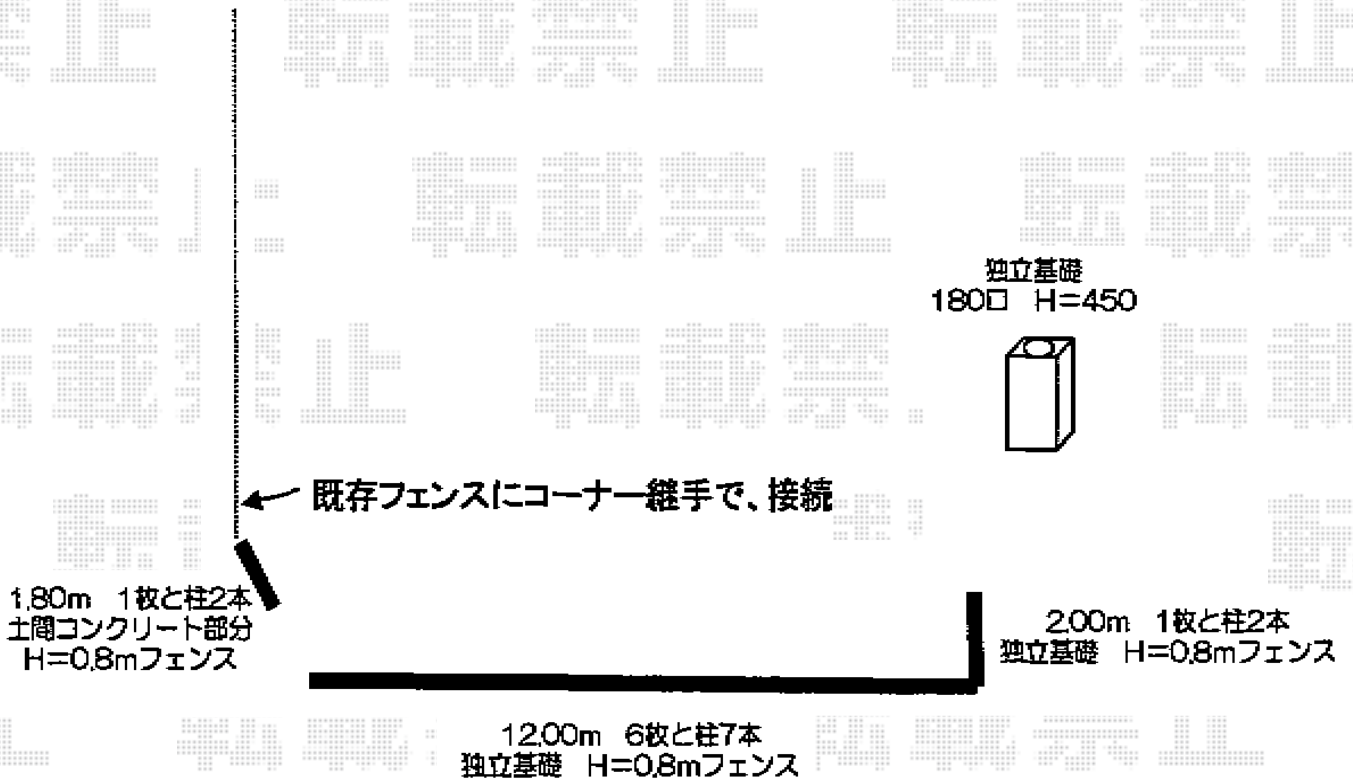 転載禁止
独立基礎
180□ H=450
既存フェンスにコーナー継手で、接続
1.80m 1枚と柱2本
土間コンクリート部分
H=0.8mフェンス
2.00m 1枚と柱2本
独立基礎 H=0.8mフェンス
12.00m 6枚と柱7本
独立基礎 H=0.8mフェンス